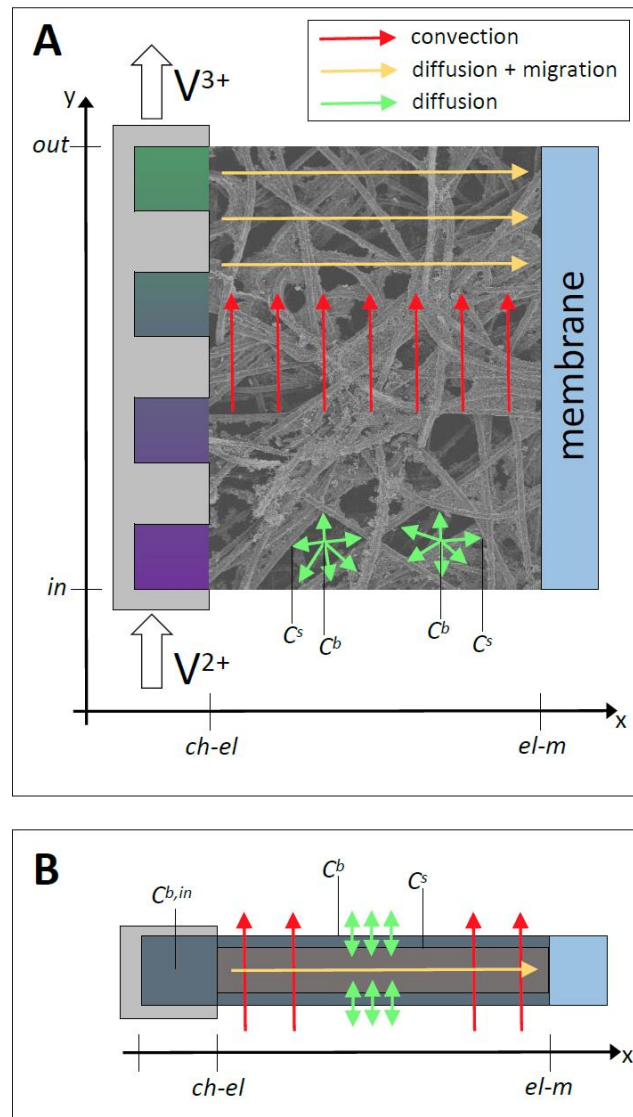 A
convection
diffusion + migration
diffusion
V3+
y
out
membrane
in
Cs
Cb
Cb
Cs
V2+
x
ch-el
el-m
B
Cb,in
Cb
Cs
x
ch-el
el-m